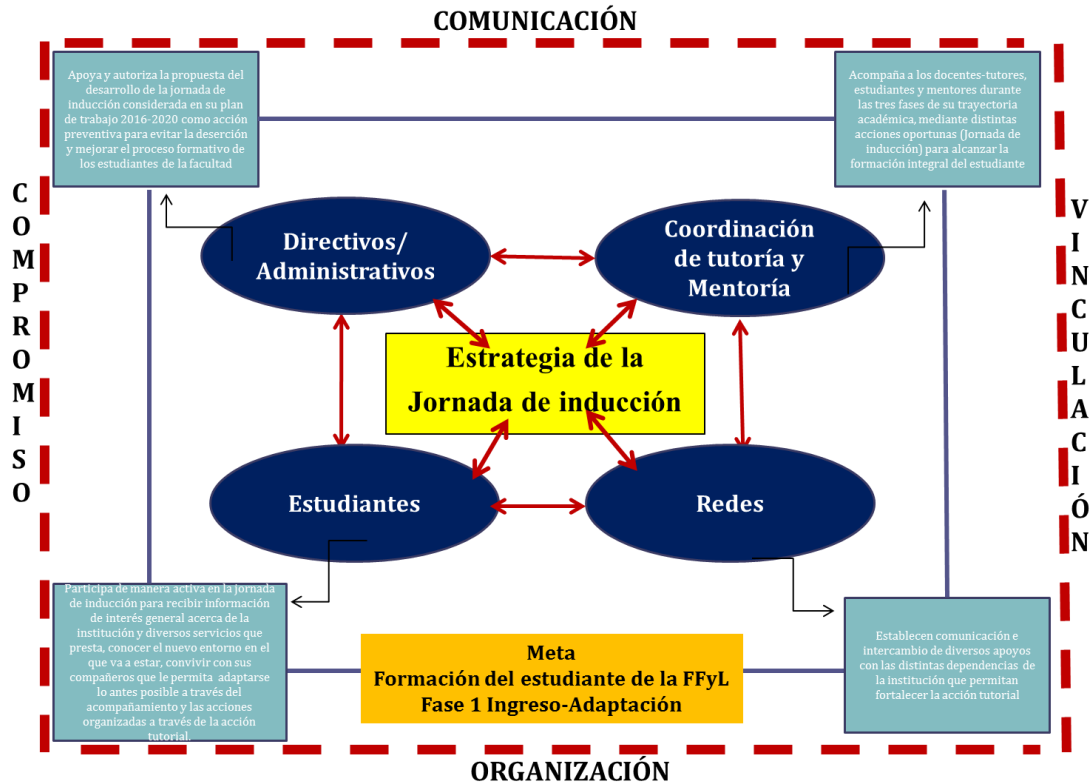 COMUNICACIÓN
Apoya y autoriza la propuesta del
desarrollo de la jornada de
inducción considerada en su plan
de trabajo 2016-2020 como acción
preventiva para evitar la deserción
y mejorar el proceso formativo de
los estudiantes de la facultad
Acompaña a los docentes-tutores,
estudiantes y mentores durante
las tres fases de su trayectoria
académica, mediante distintas
acciones oportunas (Jornada de
inducción) para alcanzar la
formación integral del estudiante
COMPROMISO
VINCULACIÓN
Directivos/
Administrativos
Coordinación
de tutoría y
Mentoría
Estrategia de la
Jornada de inducción
Estudiantes
Redes
Participa de manera activa en la jornada
de inducción para recibir información
de interés general acerca de la
institución y diversos servicios que
presta, conocer el nuevo entorno en el
que va a estar, convivir con sus
compañeros que le permita adaptarse
lo antes posible a través del
acompañamiento y las acciones
organizadas a través de la acción
tutorial.
Meta
Formación del estudiante de la FFyL
Fase 1 Ingreso-Adaptación
Establecen comunicación e
intercambio de diversos apoyos
con las distintas dependencias de
la institución que permitan
fortalecer la acción tutorial
ORGANIZACIÓN